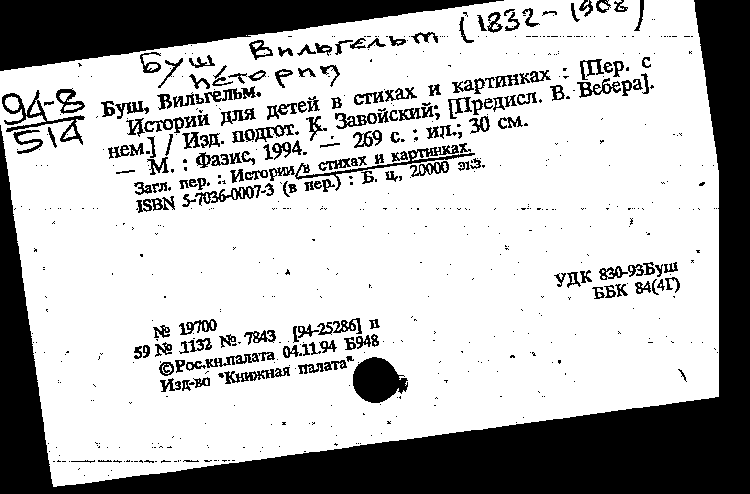 Буш Вильгельм (1832-1908)
Истории
94-8
514
Буш, Вильгельм.
Истории для детей в стихах и картинках : [Пер. с
нем.] / Изд. подгот. К. Завойский; [Предисл. В. Вебера].
— М. : Фазис, 1994. — 269 с. : ил.; 30 см.
Загл. пер. : Истории в стихах и картинках.
ISBN 5-7036-0007-3 (в пер.) : Б. ц., 20000 экз.
УДК 830-93Буш
ББК 84(4Г)
№ 19700
59 № 1132 № 7843 [94-25286] п
©Рос.кн.палата 04.11.94 Б948
Изд-во "Книжная палата"